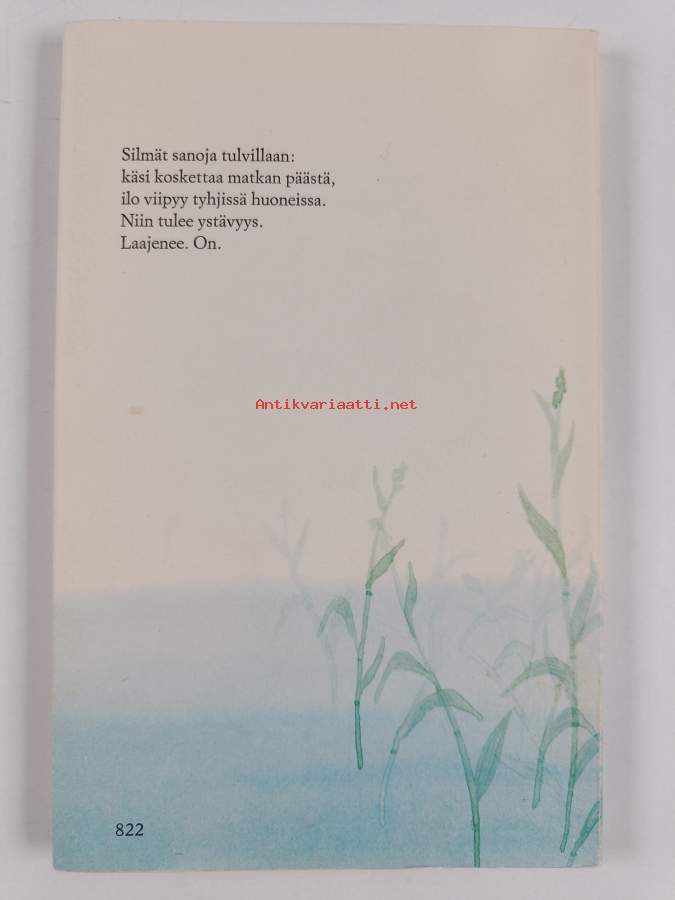 Silmät sanoja tulvillaan:
käsi koskettaa matkan päästä,
ilo viipyy tyhjissä huoneissa.
Niin tulee ystävyys.
Laajenee. On.
Antikvariaatti.net
822